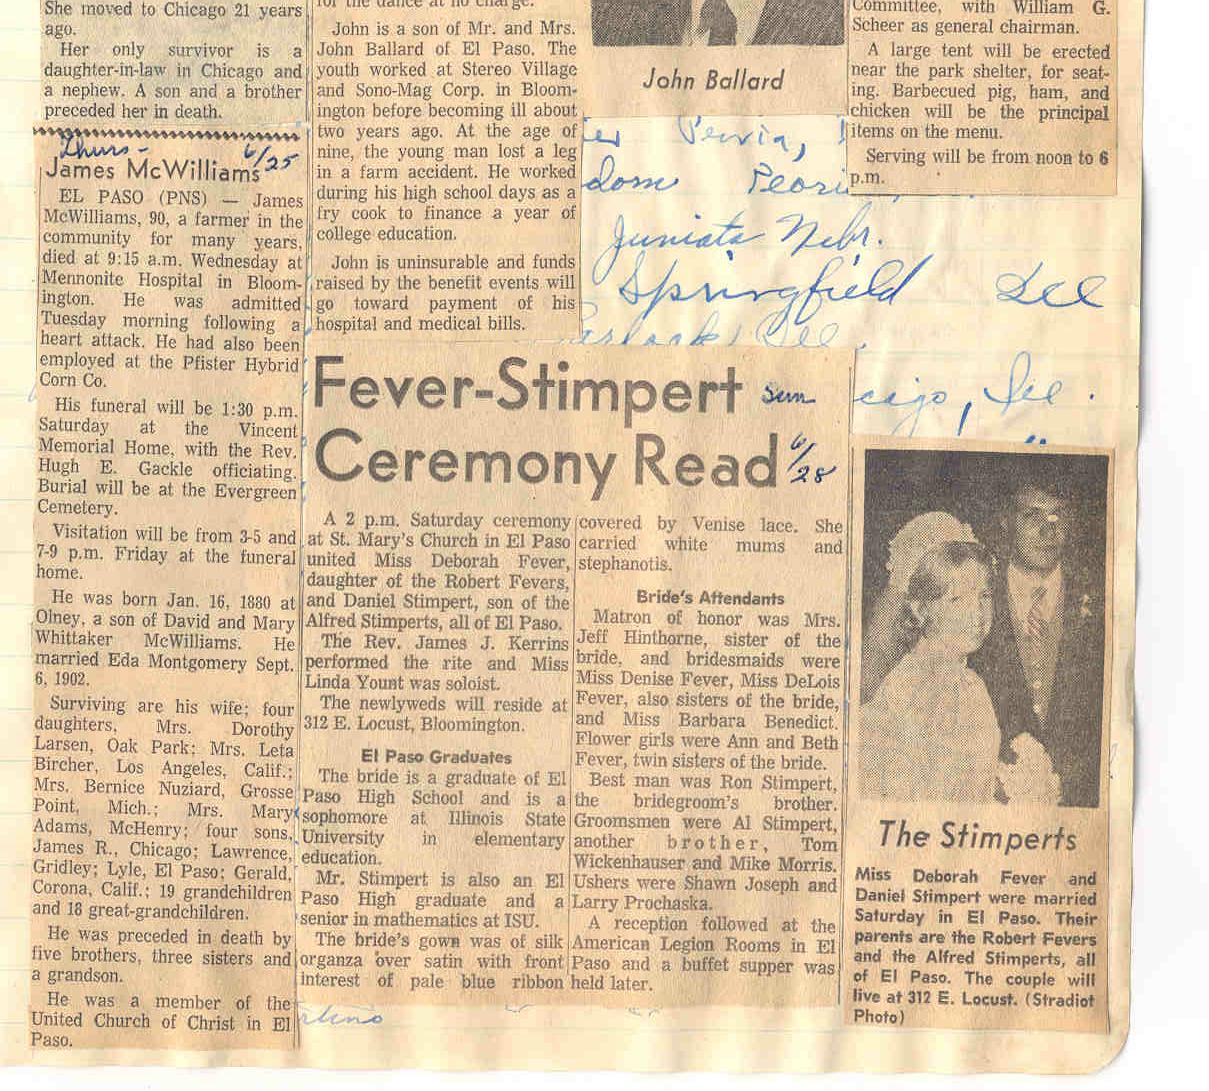 She moved to Chicago 21 years
ago.
Her only survivor is a
daughter-in-law in Chicago and
a nephew. A son and a brother
preceded her in death.
Thurs- 6/25
James McWilliams
EL PASO (PNS) — James
McWilliams, 90, a farmer in the
community for many years,
died at 9:15 a.m. Wednesday at
Mennonite Hospital in Bloom-
ington. He was admitted
Tuesday morning following a
heart attack. He had also been
employed at the Pfister Hybrid
Corn Co.
His funeral will be 1:30 p.m.
Saturday at the Vincent
Memorial Home, with the Rev.
Hugh E. Gackle officiating.
Burial will be at the Evergreen
Cemetery.
Visitation will be from 3-5 and
7-9 p.m. Friday at the funeral
home.
He was born Jan. 16, 1880 at
Olney, a son of David and Mary
Whittaker McWilliams. He
married Eda Montgomery Sept.
6, 1902.
Surviving are his wife; four
daughters, Mrs. Dorothy
Larsen, Oak Park; Mrs. Leta
Bircher, Los Angeles, Calif.;
Mrs. Bernice Nuziard, Grosse
Point, Mich.; Mrs. Mary
Adams, McHenry; four sons,
James R., Chicago; Lawrence,
Gridley; Lyle, El Paso; Gerald,
Corona, Calif.; 19 grandchildren
and 18 great-grandchildren.
He was preceded in death by
five brothers, three sisters and
a grandson.
He was a member of the
United Church of Christ in El
Paso.
for the dance at no charge.
John is a son of Mr. and Mrs.
John Ballard of El Paso. The
youth worked at Stereo Village
and Sono-Mag Corp. in Bloom-
ington before becoming ill about
two years ago. At the age of
nine, the young man lost a leg
in a farm accident. He worked
during his high school days as a
fry cook to finance a year of
college education.
John is uninsurable and funds
raised by the benefit events will
go toward payment of his
hospital and medical bills.
John Ballard
Committee, with William G.
Scheer as general chairman.
A large tent will be erected
near the park shelter, for seat-
ing. Barbecued pig, ham, and
chicken will be the principal
items on the menu.
Serving will be from noon to 6
p.m.
Juniata Nebr.
Springfield Ill
Ill.
Fever-Stimpert Sun
Ceremony Read 6/28
A 2 p.m. Saturday ceremony
at St. Mary's Church in El Paso
united Miss Deborah Fever,
daughter of the Robert Fevers,
and Daniel Stimpert, son of the
Alfred Stimperts, all of El Paso.
The Rev. James J. Kerrins
performed the rite and Miss
Linda Yount was soloist.
The newlyweds will reside at
312 E. Locust, Bloomington.
El Paso Graduates
The bride is a graduate of El
Paso High School and is a
sophomore at Illinois State
University in elementary
education.
Mr. Stimpert is also an El
Paso High graduate and a
senior in mathematics at ISU.
The bride's gown was of silk
organza over satin with front
interest of pale blue ribbon
covered by Venise lace. She
carried white mums and
stephanotis.
Bride's Attendants
Matron of honor was Mrs.
Jeff Hinthorne, sister of the
bride, and bridesmaids were
Miss Denise Fever, Miss DeLois
Fever, also sisters of the bride,
and Miss Barbara Benedict.
Flower girls were Ann and Beth
Fever, twin sisters of the bride.
Best man was Ron Stimpert,
the bridegroom's brother.
Groomsmen were Al Stimpert,
another brother, Tom
Wickenhauser and Mike Morris.
Ushers were Shawn Joseph and
Larry Prochaska.
A reception followed at the
American Legion Rooms in El
Paso and a buffet supper was
held later.
The Stimperts
Miss Deborah Fever and
Daniel Stimpert were married
Saturday in El Paso. Their
parents are the Robert Fevers
and the Alfred Stimperts, all
of El Paso. The couple will
live at 312 E. Locust. (Stradiot
Photo)